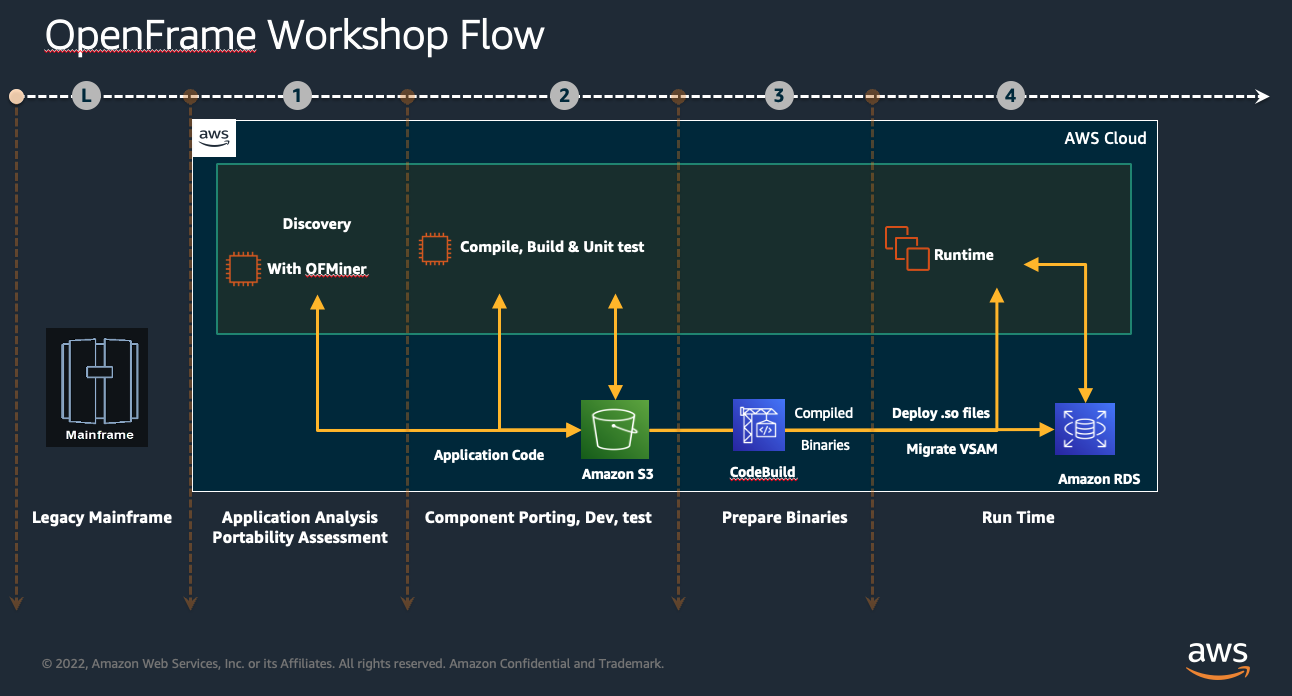 OpenFrame Workshop Flow
L
1
2
3
4
aws
AWS Cloud
Discovery
With OFMiner
Compile, Build & Unit test
Runtime
Mainframe
Application Code
Amazon S3
CodeBuild
Compiled
Binaries
Deploy .so files
Migrate VSAM
Amazon RDS
Legacy Mainframe
Application Analysis
Portability Assessment
Component Porting, Dev, test
Prepare Binaries
Run Time
© 2022, Amazon Web Services, Inc. or its Affiliates. All rights reserved. Amazon Confidential and Trademark.
aws